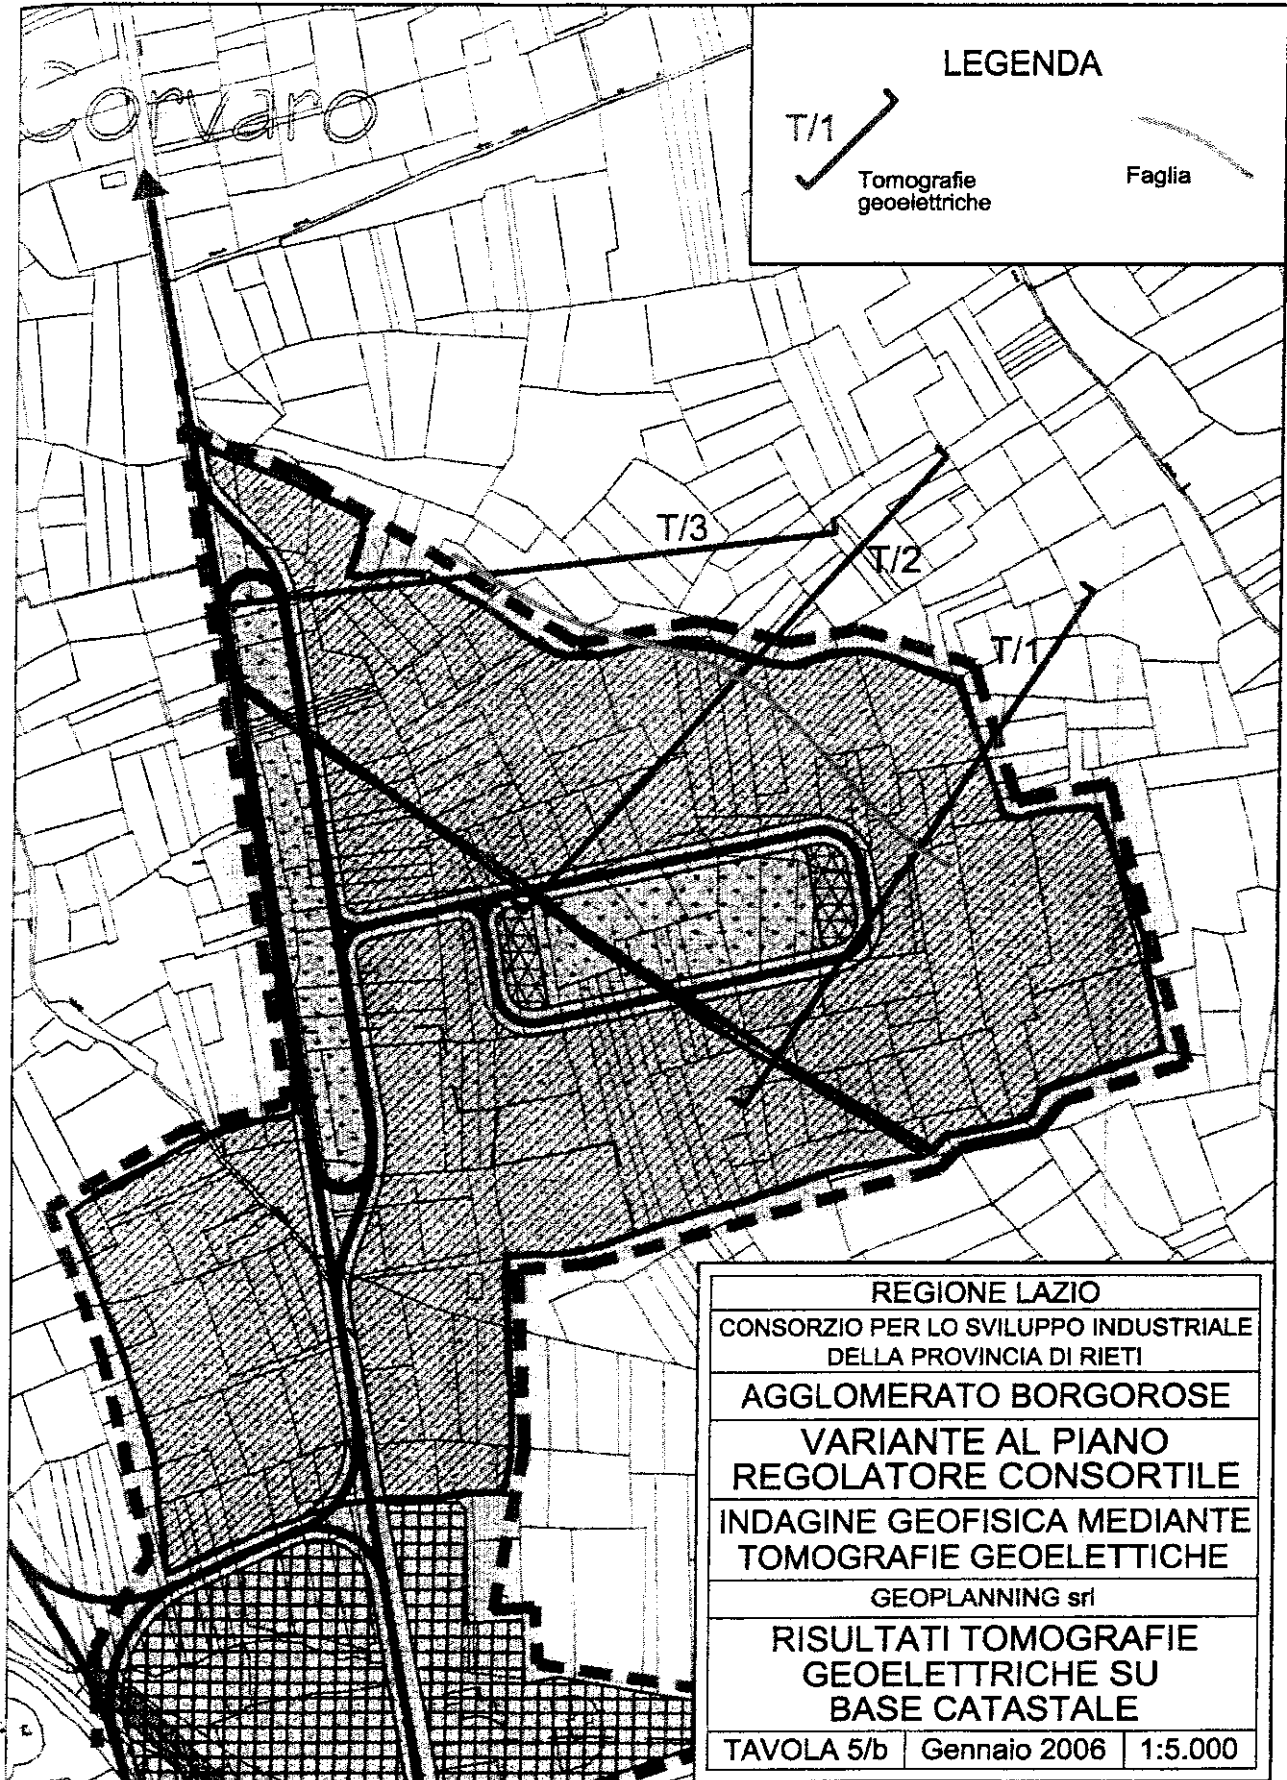 Corvaro
LEGENDA
T/1
Tomografie
geoelettriche
Faglia
T/3
T/2
T/1
REGIONE LAZIO
CONSORZIO PER LO SVILUPPO INDUSTRIALE
DELLA PROVINCIA DI RIETI
AGGLOMERATO BORGOROSE
VARIANTE AL PIANO
REGOLATORE CONSORTILE
INDAGINE GEOFISICA MEDIANTE
TOMOGRAFIE GEOELETTICHE
GEOPLANNING srl
RISULTATI TOMOGRAFIE
GEOELETTRICHE SU
BASE CATASTALE
TAVOLA 5/b Gennaio 2006 1:5.000